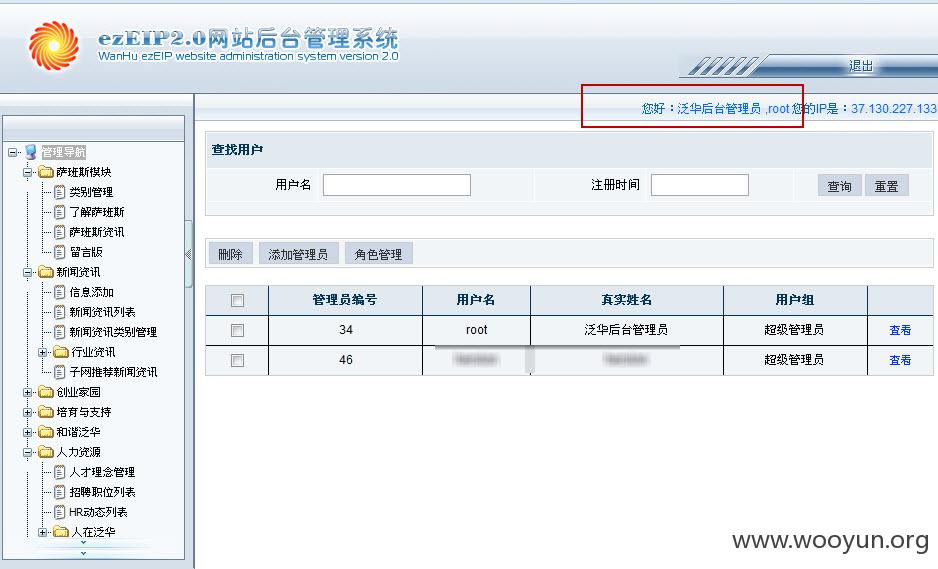 ezEIP2.0网站后台管理系统
WanHu ezEIP website administration system version 2.0
退出
您好：泛华后台管理员 ,root 您的IP是：37.130.227.133
管理导航
萨班斯模块
类别管理
了解萨班斯
萨班斯资讯
留言版
新闻资讯
信息添加
新闻资讯列表
新闻资讯类别管理
行业资讯
子网推荐新闻资讯
创业家园
培育与支持
和谐泛华
人力资源
人才理念管理
招聘职位列表
HR动态列表
人在泛华
查找用户
用户名 注册时间 查询 重置
删除 添加管理员 角色管理
管理员编号 用户名 真实姓名 用户组
34 root 泛华后台管理员 超级管理员 查看
46 超级管理员 查看
www.wooyun.org